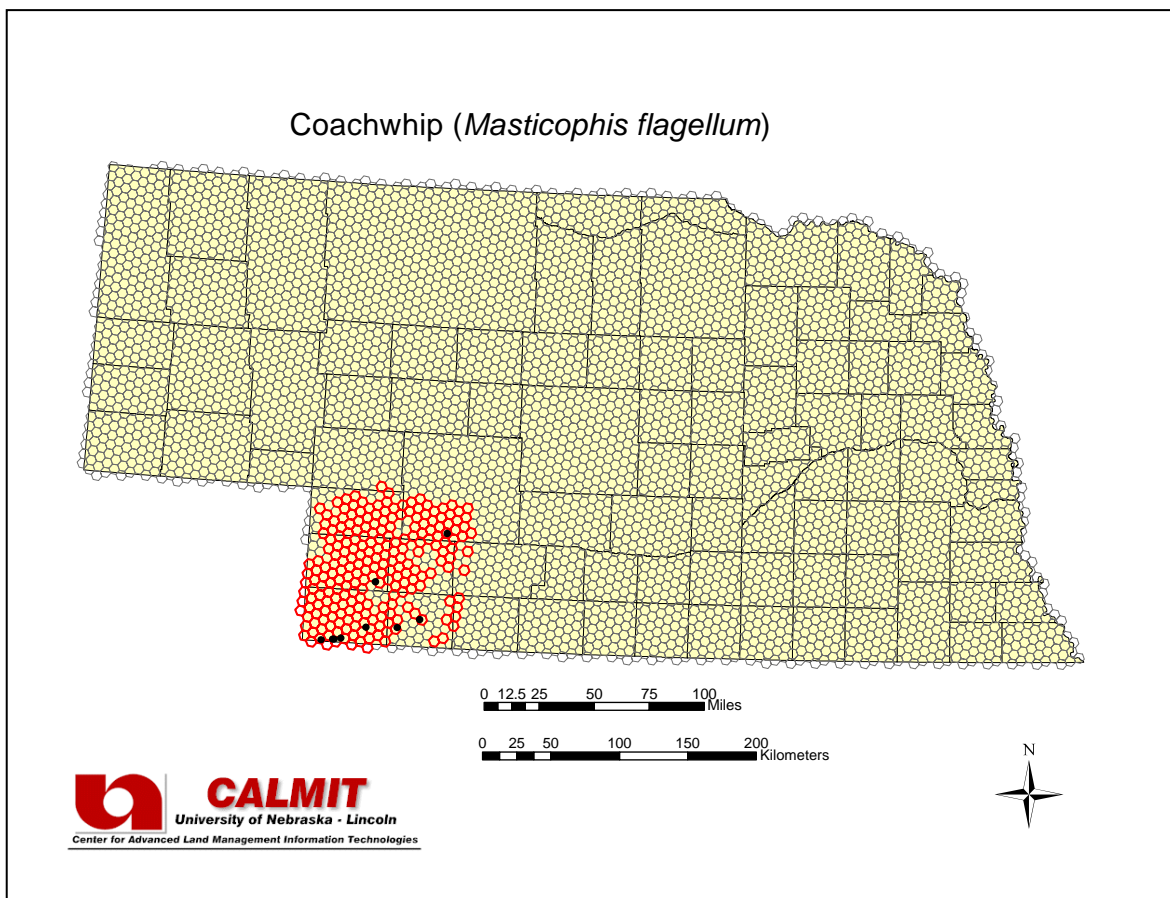 Coachwhip (Masticophis flagellum)
0 12.5 25 50 75 100
Miles
0 25 50 100 150 200
Kilometers
N
CALMIT
University of Nebraska - Lincoln
Center for Advanced Land Management Information Technologies